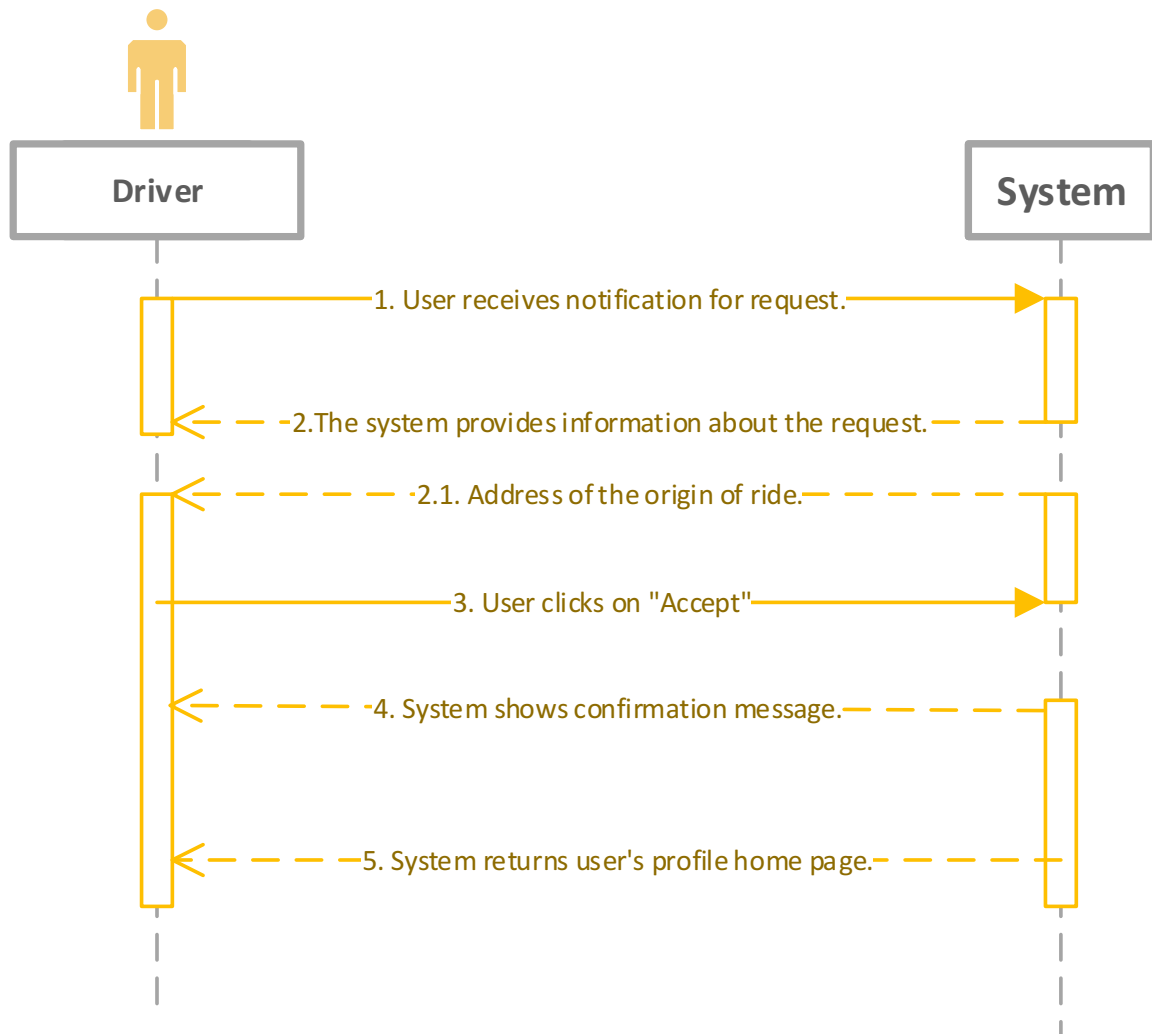 Driver
System
1. User receives notification for request.
2.The system provides information about the request.
2.1. Address of the origin of ride.
3. User clicks on "Accept"
4. System shows confirmation message.
5. System returns user's profile home page.